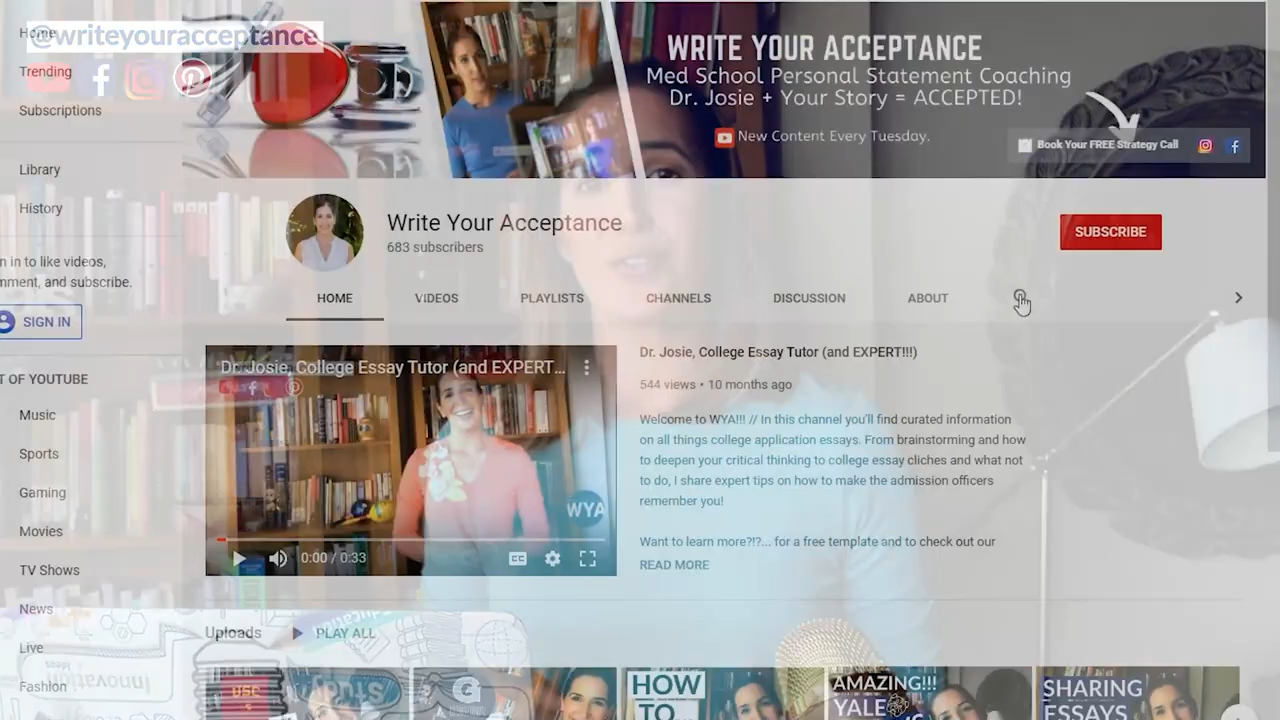 @writeyouracceptance
Home
Trending
Subscriptions
Library
History
n in to like videos,
mment, and subscribe.
SIGN IN
T OF YOUTUBE
Music
Sports
Gaming
Movies
TV Shows
News
Live
Fashion
WRITE YOUR ACCEPTANCE
Med School Personal Statement Coaching
Dr. Josie + Your Story = ACCEPTED!
New Content Every Tuesday.
Book Your FREE Strategy Call
Write Your Acceptance
683 subscribers
SUBSCRIBE
HOME VIDEOS PLAYLISTS CHANNELS DISCUSSION ABOUT
Dr. Josie, College Essay Tutor (and EXPERT...
WYA
0:00 / 0:33
Dr. Josie, College Essay Tutor (and EXPERT!!!)
544 views • 10 months ago
Welcome to WYA!!! // In this channel you'll find curated information
on all things college application essays. From brainstorming and how
to deepen your critical thinking to college essay cliches and what not
to do, I share expert tips on how to make the admission officers
remember you!
Want to learn more?!?... for a free template and to check out our
READ MORE
Uploads PLAY ALL
USC
HOW
TO...
AMAZING!!!
YALE
SHARING
ESSAYS